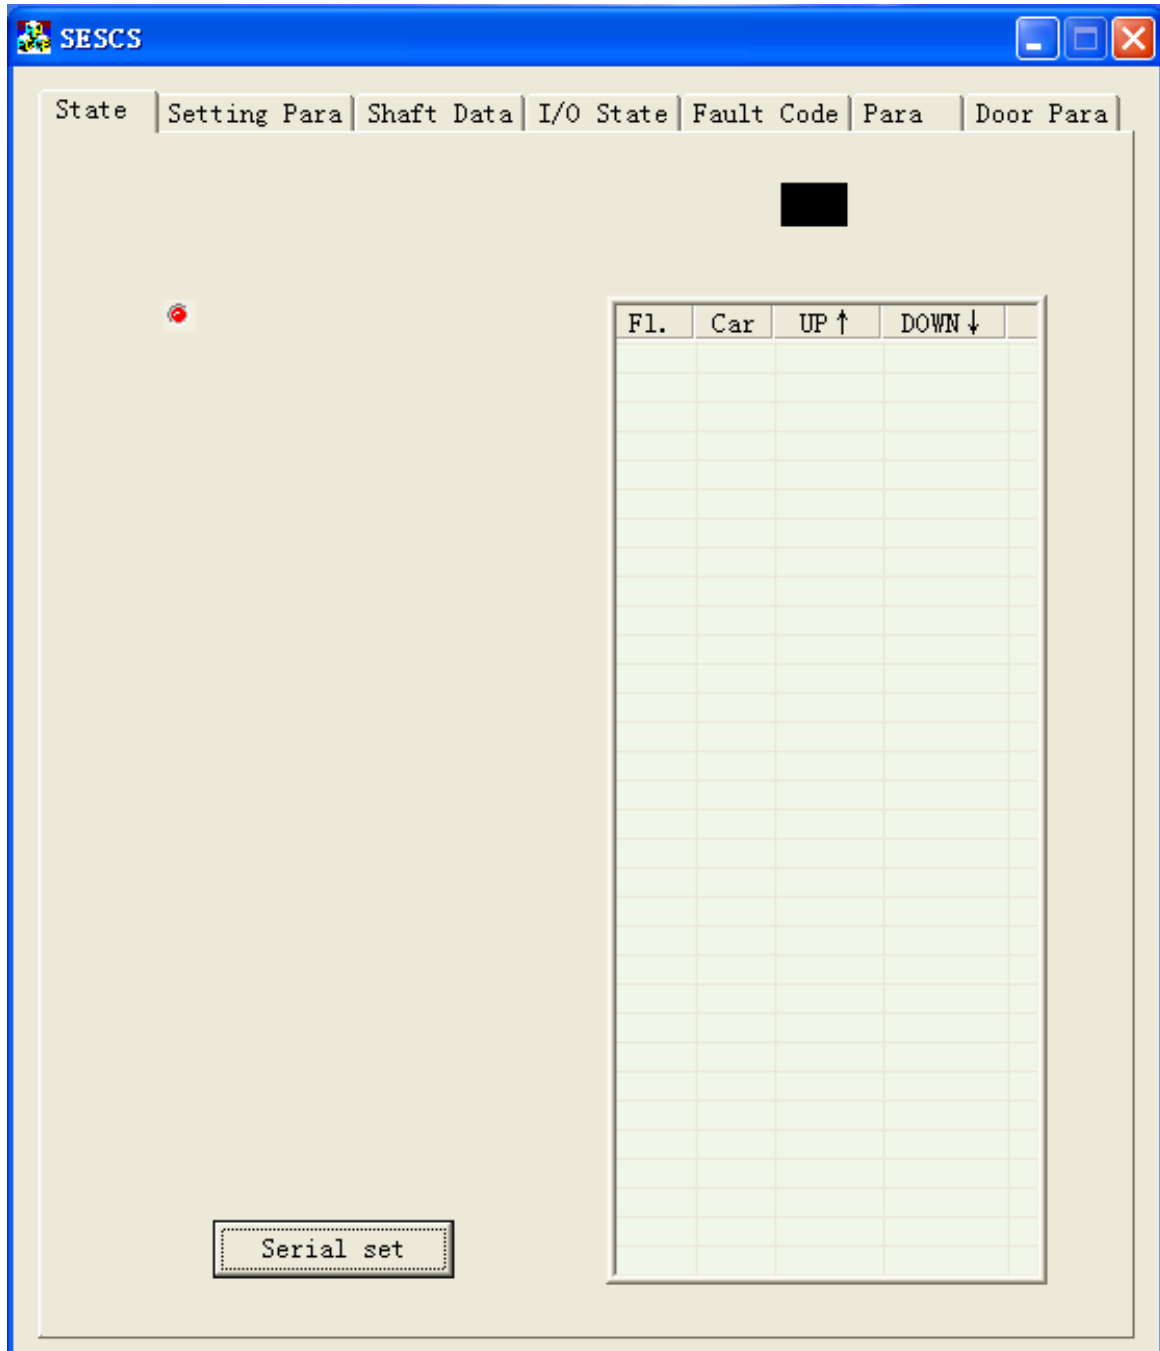 SESCS
State Setting Para Shaft Data I/O State Fault Code Para Door Para
Fl. Car UP↑ DOWN↓
Serial set